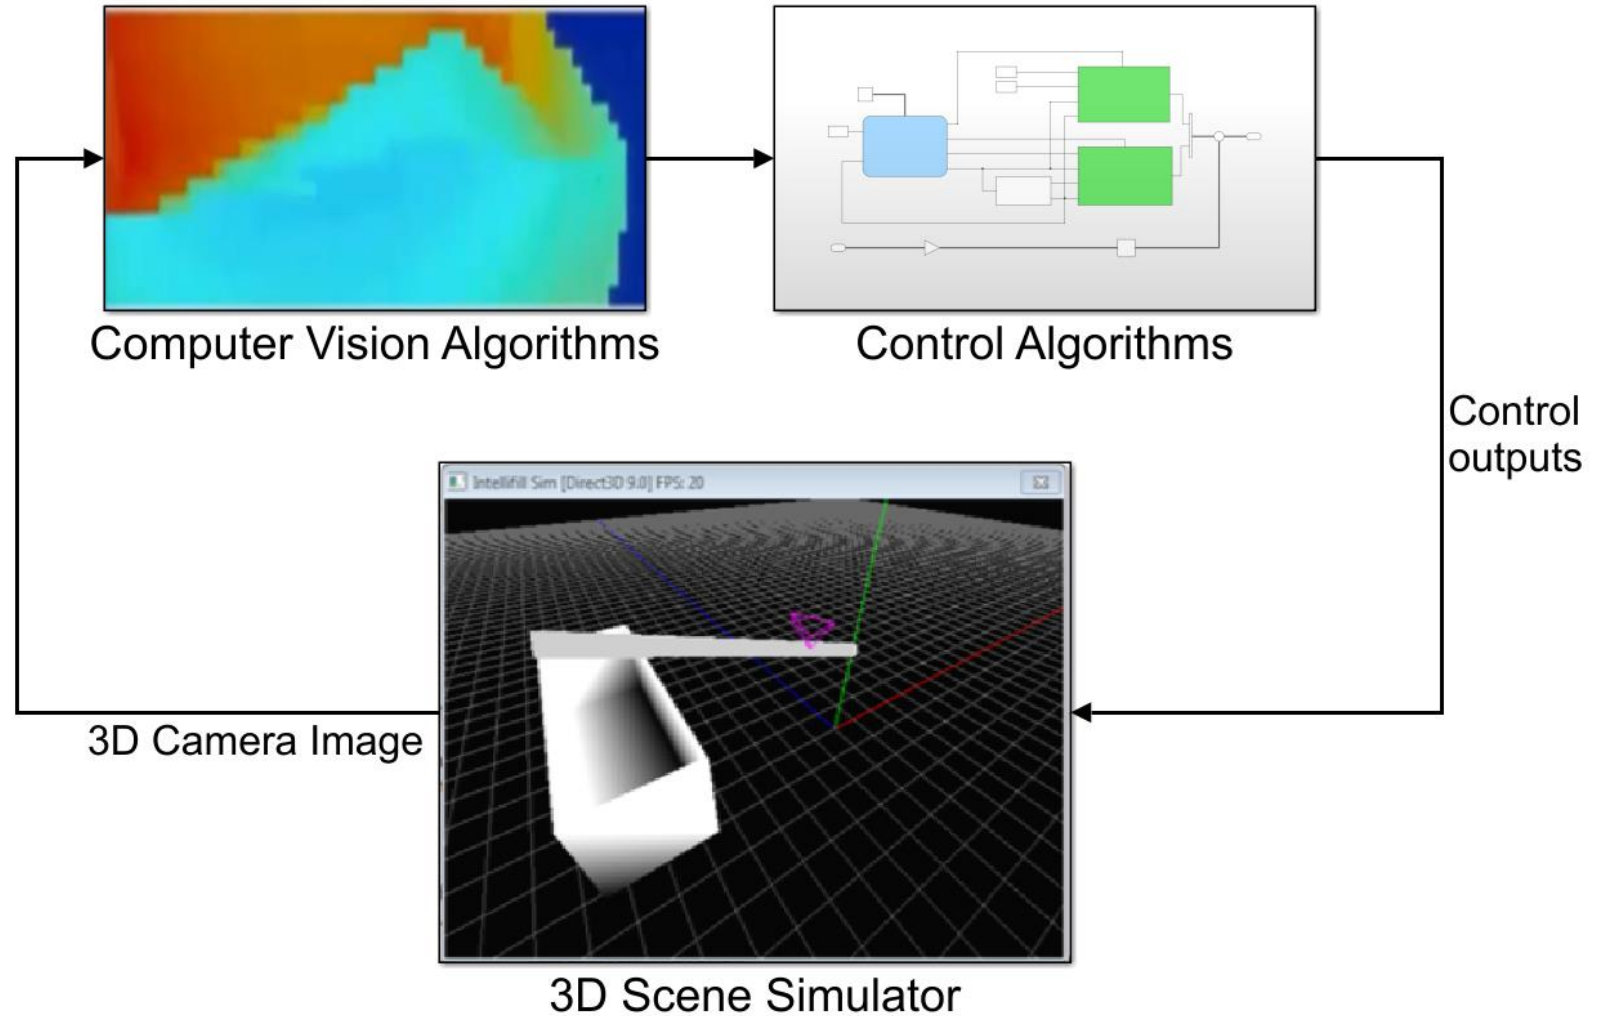 Computer Vision Algorithms
Control Algorithms
Control
outputs
Intellifill Sim [Direct3D 9.0] FPS: 20
3D Camera Image
3D Scene Simulator